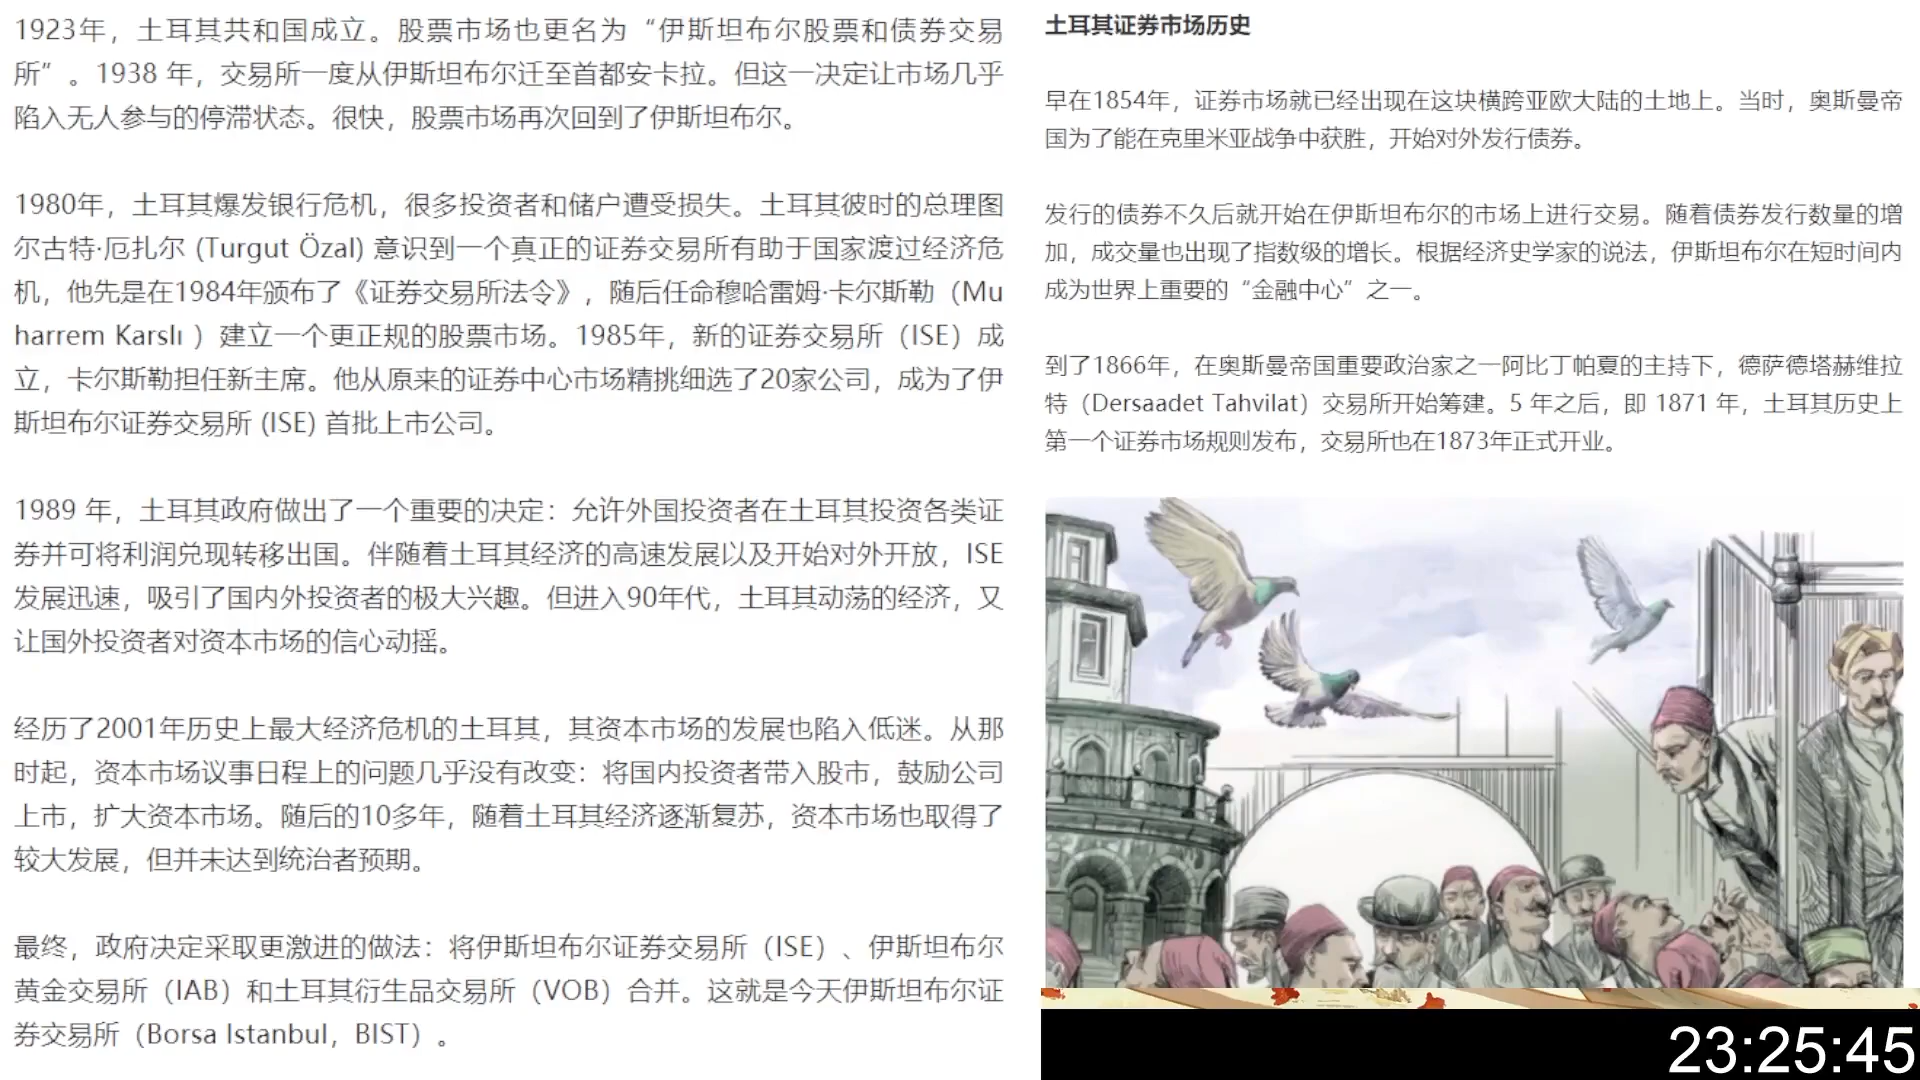 1923年，土耳其共和国成立。股票市场也更名为“伊斯坦布尔股票和债券交易
所”。1938 年，交易所一度从伊斯坦布尔迁至首都安卡拉。但这一决定让市场几乎
陷入无人参与的停滞状态。很快，股票市场再次回到了伊斯坦布尔。
1980年，土耳其爆发银行危机，很多投资者和储户遭受损失。土耳其彼时的总理图
尔古特·厄扎尔 (Turgut Özal) 意识到一个真正的证券交易所有助于国家渡过经济危
机，他先是在1984年颁布了《证券交易所法令》，随后任命穆哈雷姆·卡尔斯勒（Mu
harrem Karslı ）建立一个更正规的股票市场。1985年，新的证券交易所（ISE）成
立，卡尔斯勒担任新主席。他从原来的证券中心市场精挑细选了20家公司，成为了伊
斯坦布尔证券交易所 (ISE) 首批上市公司。
1989 年，土耳其政府做出了一个重要的决定：允许外国投资者在土耳其投资各类证
券并可将利润兑现转移出国。伴随着土耳其经济的高速发展以及开始对外开放，ISE
发展迅速，吸引了国内外投资者的极大兴趣。但进入90年代，土耳其动荡的经济，又
让国外投资者对资本市场的信心动摇。
经历了2001年历史上最大经济危机的土耳其，其资本市场的发展也陷入低迷。从那
时起，资本市场议事日程上的问题几乎没有改变：将国内投资者带入股市，鼓励公司
上市，扩大资本市场。随后的10多年，随着土耳其经济逐渐复苏，资本市场也取得了
较大发展，但并未达到统治者预期。
最终，政府决定采取更激进的做法：将伊斯坦布尔证券交易所（ISE）、伊斯坦布尔
黄金交易所（IAB）和土耳其衍生品交易所（VOB）合并。这就是今天伊斯坦布尔证
券交易所（Borsa Istanbul，BIST）。
土耳其证券市场历史
早在1854年，证券市场就已经出现在这块横跨亚欧大陆的土地上。当时，奥斯曼帝
国为了能在克里米亚战争中获胜，开始对外发行债券。
发行的债券不久后就开始在伊斯坦布尔的市场上进行交易。随着债券发行数量的增
加，成交量也出现了指数级的增长。根据经济史学家的说法，伊斯坦布尔在短时间内
成为世界上重要的“金融中心”之一。
到了1866年，在奥斯曼帝国重要政治家之一阿比丁帕夏的主持下，德萨德塔赫维拉
特（Dersaadet Tahvilat）交易所开始筹建。5 年之后，即 1871 年，土耳其历史上
第一个证券市场规则发布，交易所也在1873年正式开业。
23:25:45